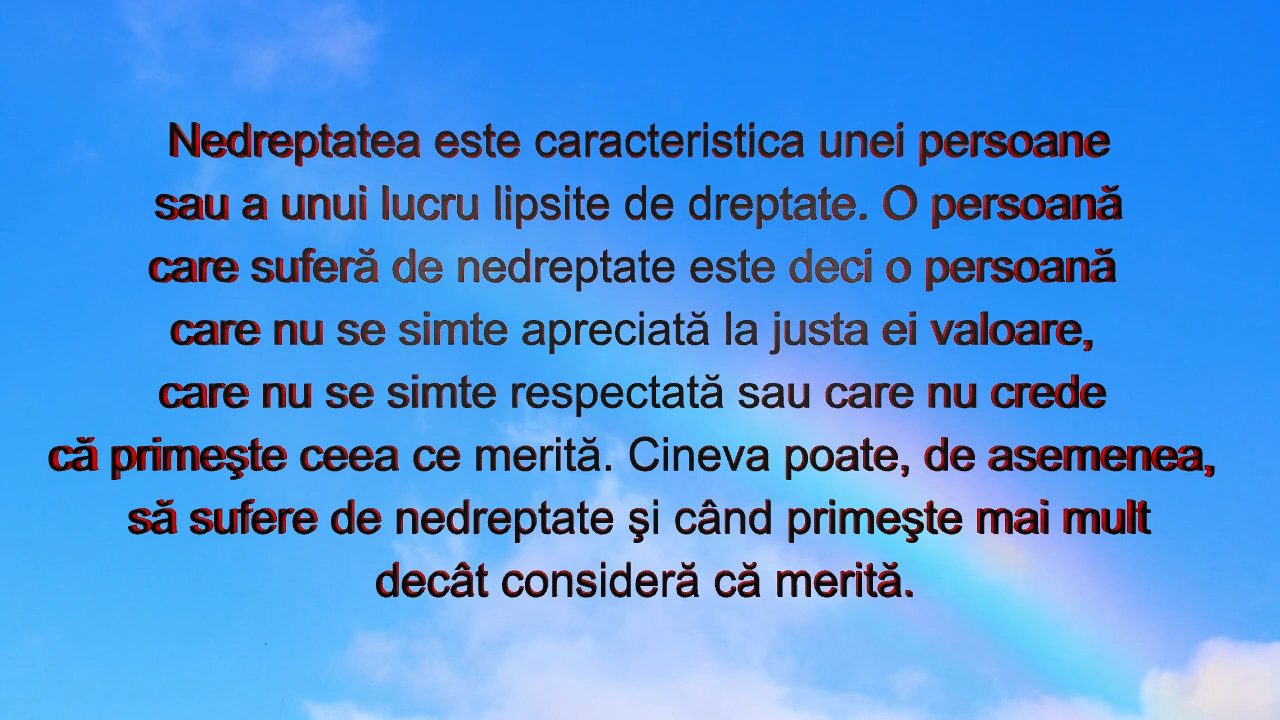 Nedreptatea este caracteristica unei persoane
sau a unui lucru lipsite de dreptate. O persoană
care suferă de nedreptate este deci o persoană
care nu se simte apreciată la justa ei valoare,
care nu se simte respectată sau care nu crede
că primeşte ceea ce merită. Cineva poate, de asemenea,
să sufere de nedreptate şi când primeşte mai mult
decât consideră că merită.